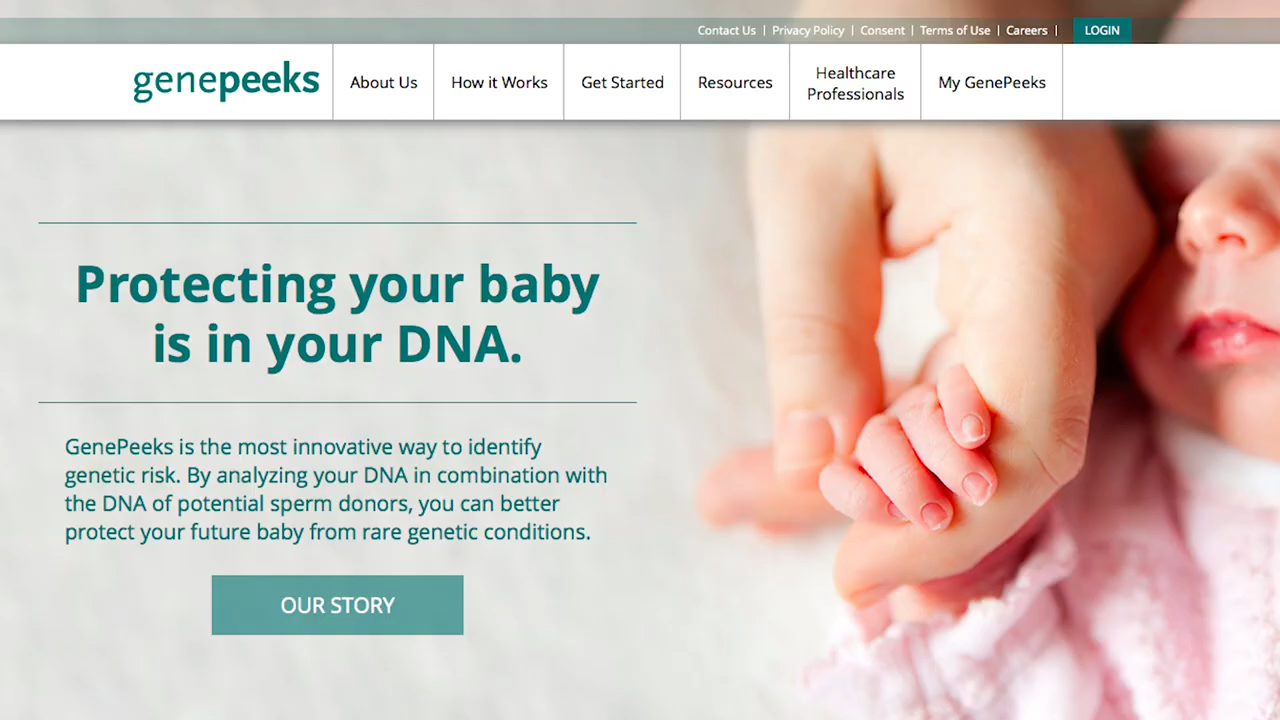 Contact Us | Privacy Policy | Consent | Terms of Use | Careers | LOGIN
genepeeks
About Us
How it Works
Get Started
Resources
Healthcare
Professionals
My GenePeeks
Protecting your baby
is in your DNA.
GenePeeks is the most innovative way to identify
genetic risk. By analyzing your DNA in combination with
the DNA of potential sperm donors, you can better
protect your future baby from rare genetic conditions.
OUR STORY